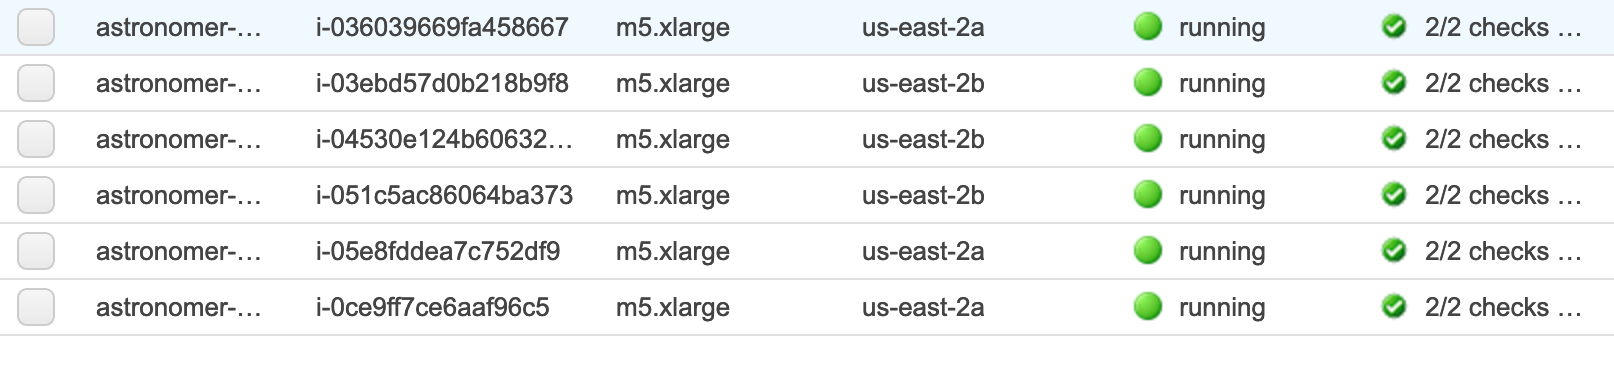 astronomer-... i-036039669fa458667 m5.xlarge us-east-2a running 2/2 checks ...
astronomer-... i-03ebd57d0b218b9f8 m5.xlarge us-east-2b running 2/2 checks ...
astronomer-... i-04530e124b60632... m5.xlarge us-east-2b running 2/2 checks ...
astronomer-... i-051c5ac86064ba373 m5.xlarge us-east-2b running 2/2 checks ...
astronomer-... i-05e8fddea7c752df9 m5.xlarge us-east-2a running 2/2 checks ...
astronomer-... i-0ce9ff7ce6aaf96c5 m5.xlarge us-east-2a running 2/2 checks ...